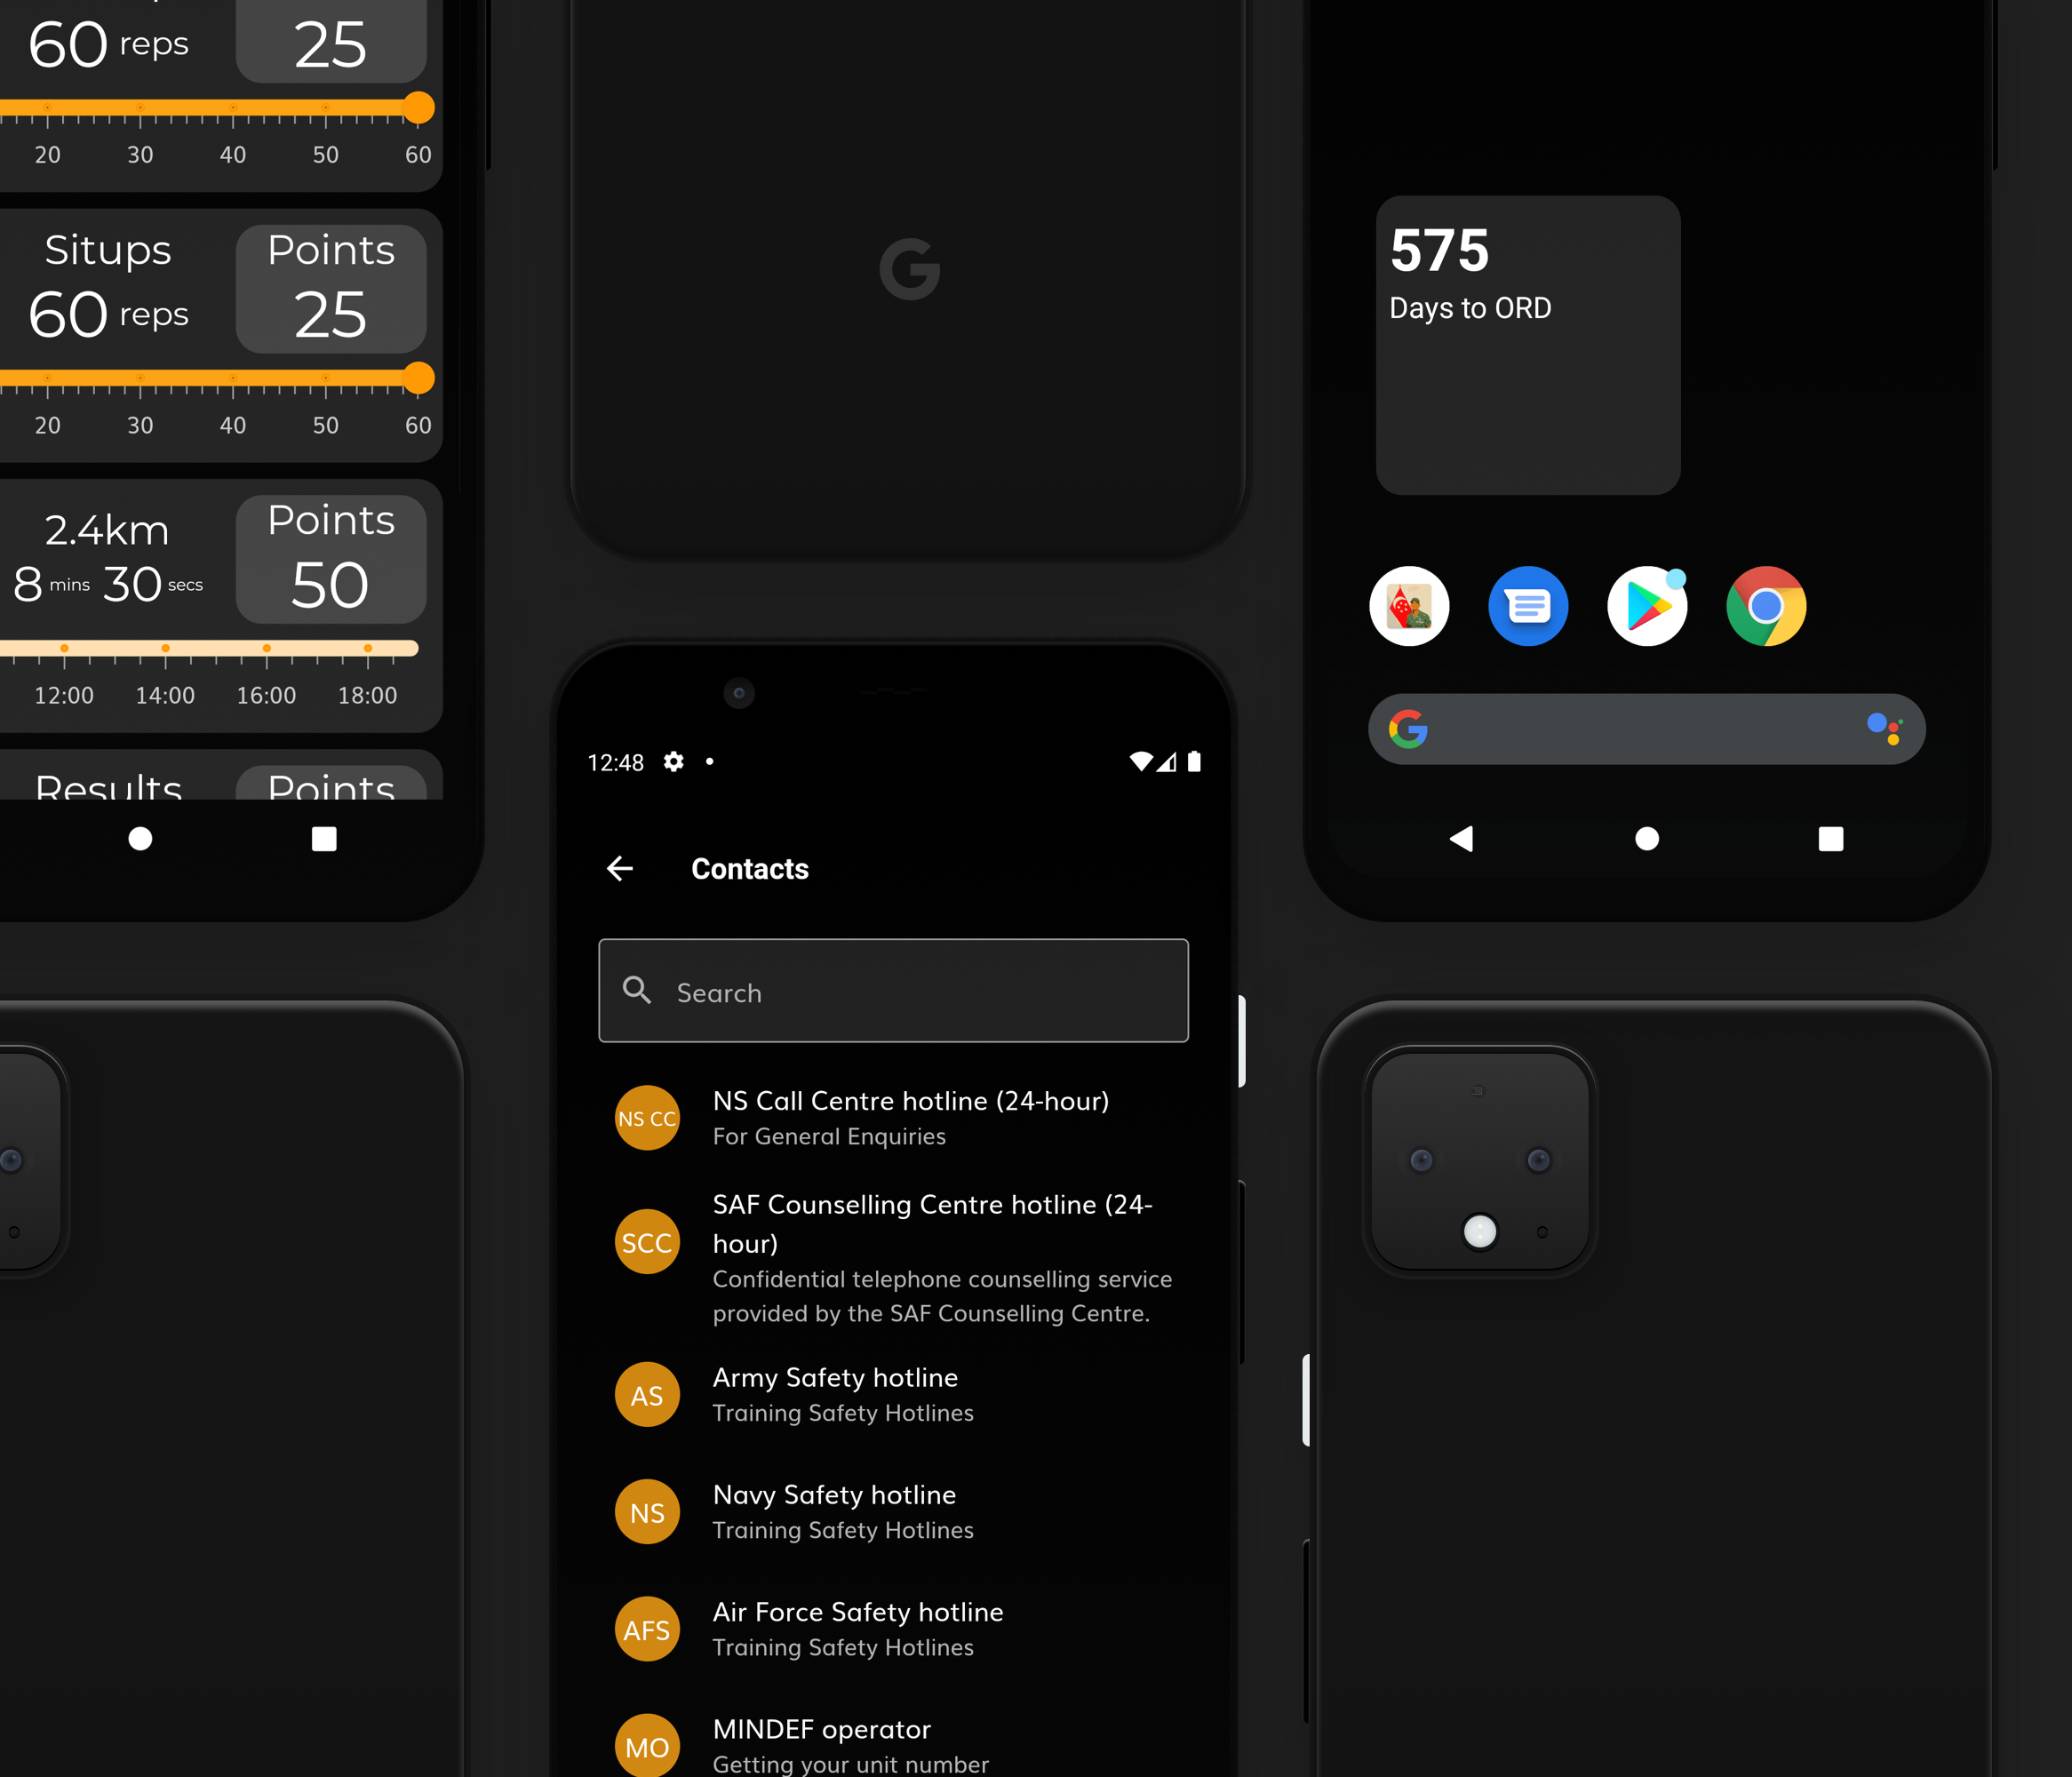 60 reps
25
20 30 40 50 60
Situps
Points
60 reps
25
20 30 40 50 60
2.4km
Points
8 mins 30 secs
50
12:00 14:00 16:00 18:00
Results
Points
12:48
Contacts
Search
NS CC
NS Call Centre hotline (24-hour)
For General Enquiries
SCC
SAF Counselling Centre hotline (24-
hour)
Confidential telephone counselling service
provided by the SAF Counselling Centre.
AS
Army Safety hotline
Training Safety Hotlines
NS
Navy Safety hotline
Training Safety Hotlines
AFS
Air Force Safety hotline
Training Safety Hotlines
MO
MINDEF operator
Getting your unit number
575
Days to ORD